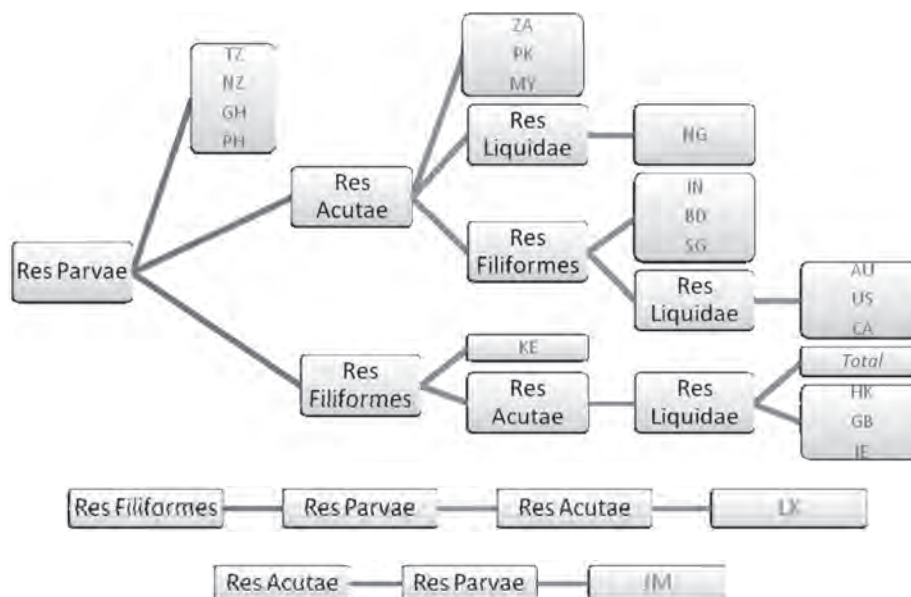 TZ
NZ
GH
PH
ZA
PK
MY
Res
Liquidae
NG
Res
Acutae
IN
BD
SG
Res
Filiformes
Res Parvae
Res
Liquidae
AU
US
CA
KE
Res
Filiformes
Res
Acutae
Res
Liquidae
Total
HK
GB
IE
Res Filiformes
Res Parvae
Res Acutae
LK
Res Acutae
Res Parvae
JM